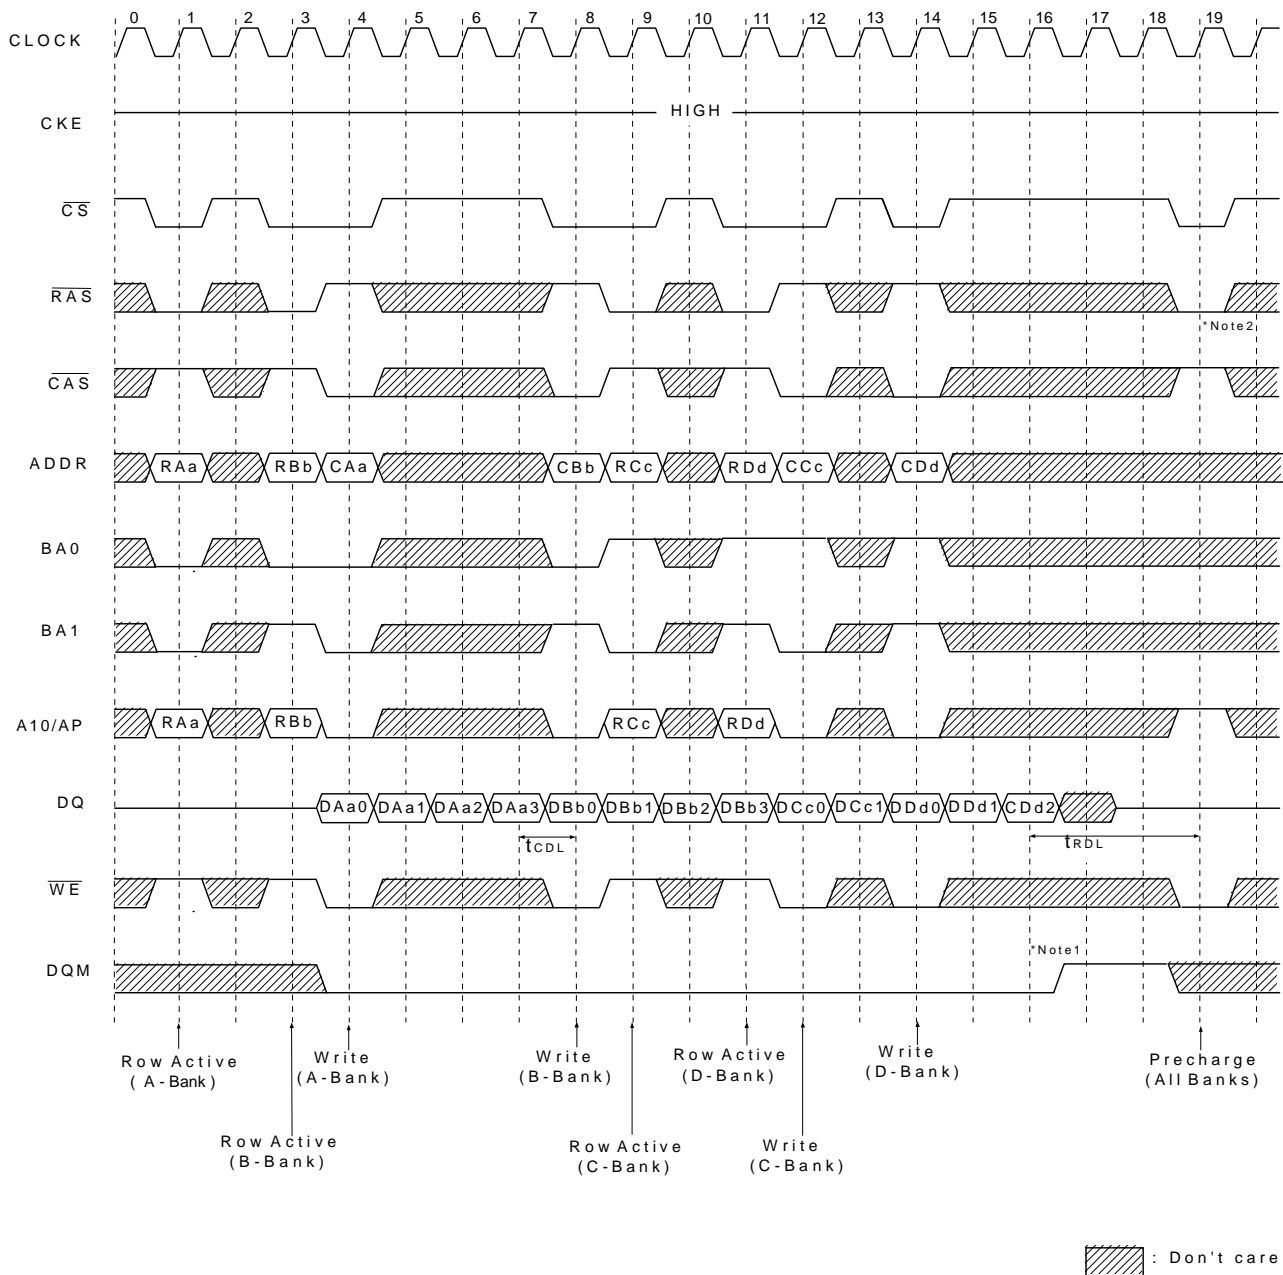 0 1 2 3 4 5 6 7 8 9 10 11 12 13 14 15 16 17 18 19
CLOCK
CKE HIGH
CS
RAS
*Note2
CAS
ADDR RAa RBb CAa CBb RCc RDd CCc CDd
BA0
BA1
A10/AP RAa RBb RCc RDd
DQ DAa0 DAa1 DAa2 DAa3 DBb0 DBb1 DBb2 DBb3 DCc0 DCc1 DDd0 DDd1 CDd2
tCDL tRDL
WE
*Note1
DQM
Row Active
(A-Bank)
Write
(A-Bank)
Write
(B-Bank)
Row Active
(D-Bank)
Write
(D-Bank)
Precharge
(All Banks)
Row Active
(B-Bank)
Row Active
(C-Bank)
Write
(C-Bank)
: Don't care